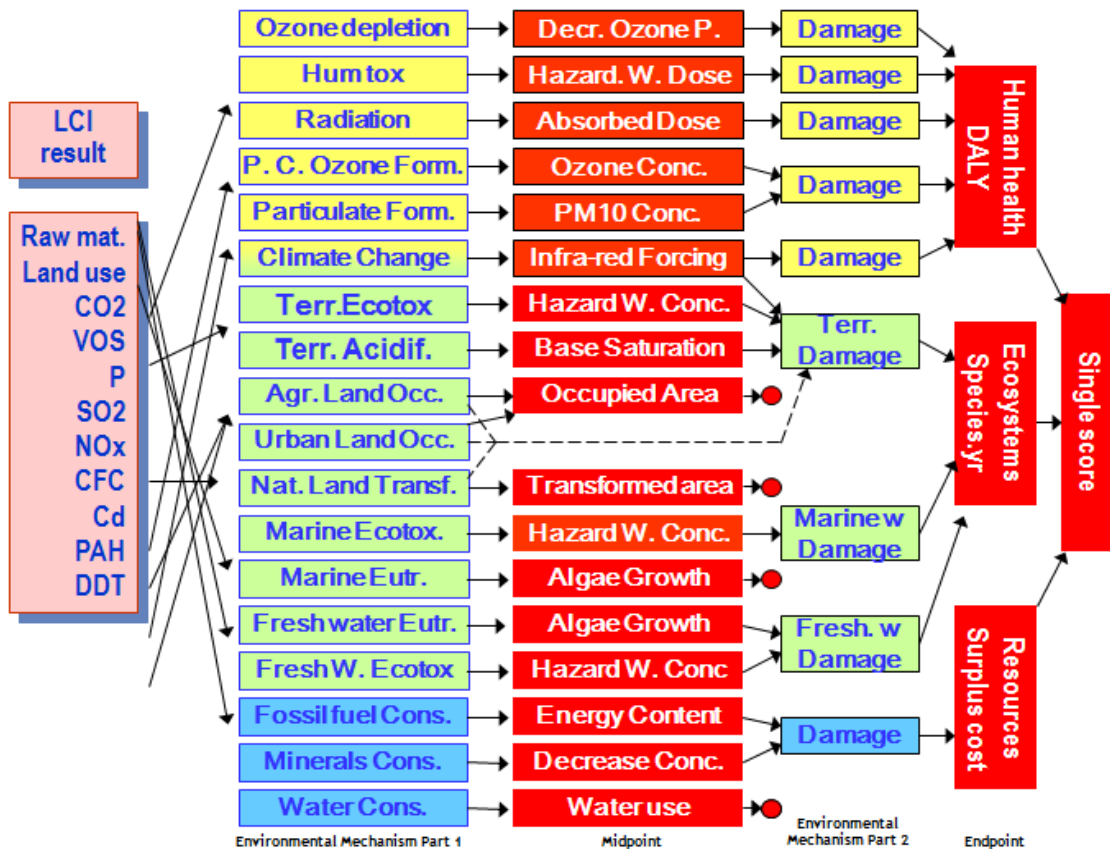 LCI
result
Raw mat.
Land use
CO2
VOS
P
SO2
NOx
CFC
Cd
PAH
DDT
Ozone depletion
Hum tox
Radiation
P. C. Ozone Form.
Particulate Form.
Climate Change
Terr. Ecotox
Terr. Acidif.
Agr. Land Occ.
Urban Land Occ.
Nat. Land Transf.
Marine Ecotox.
Marine Eutr.
Fresh water Eutr.
Fresh W. Ecotox
Fossil fuel Cons.
Minerals Cons.
Water Cons.
Environmental Mechanism Part 1
Decr. Ozone P.
Hazard. W. Dose
Absorbed Dose
Ozone Conc.
PM10 Conc.
Infra-red Forcing
Hazard W. Conc.
Base Saturation
Occupied Area
Transformed area
Hazard W. Conc.
Algae Growth
Algae Growth
Hazard W. Conc
Energy Content
Decrease Conc.
Water use
Midpoint
Damage
Damage
Damage
Damage
Damage
Terr.
Damage
Marine w
Damage
Fresh. w
Damage
Damage
Environmental
Mechanism Part 2
Human health
DALY
Ecosystems
Species.yr
Resources
Surplus cost
Endpoint
Single score